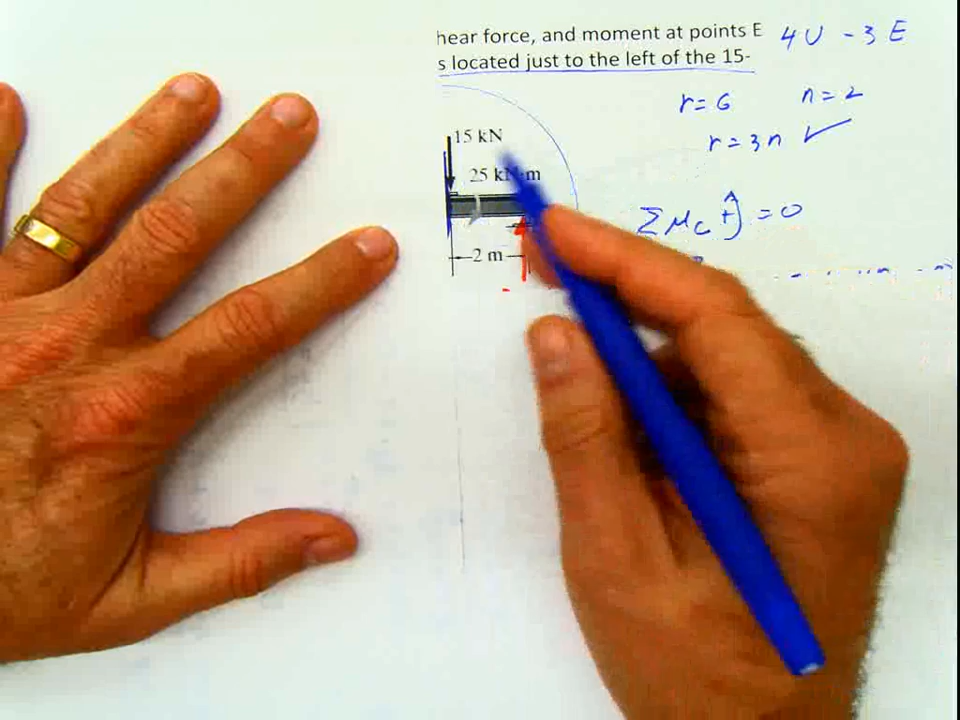 hear force, and moment at points E
4U - 3E
s located just to the left of the 15-
r = 6 n = 2
r = 3n ✓
15 kN
25 kN·m
ΣMc + = 0
2 m